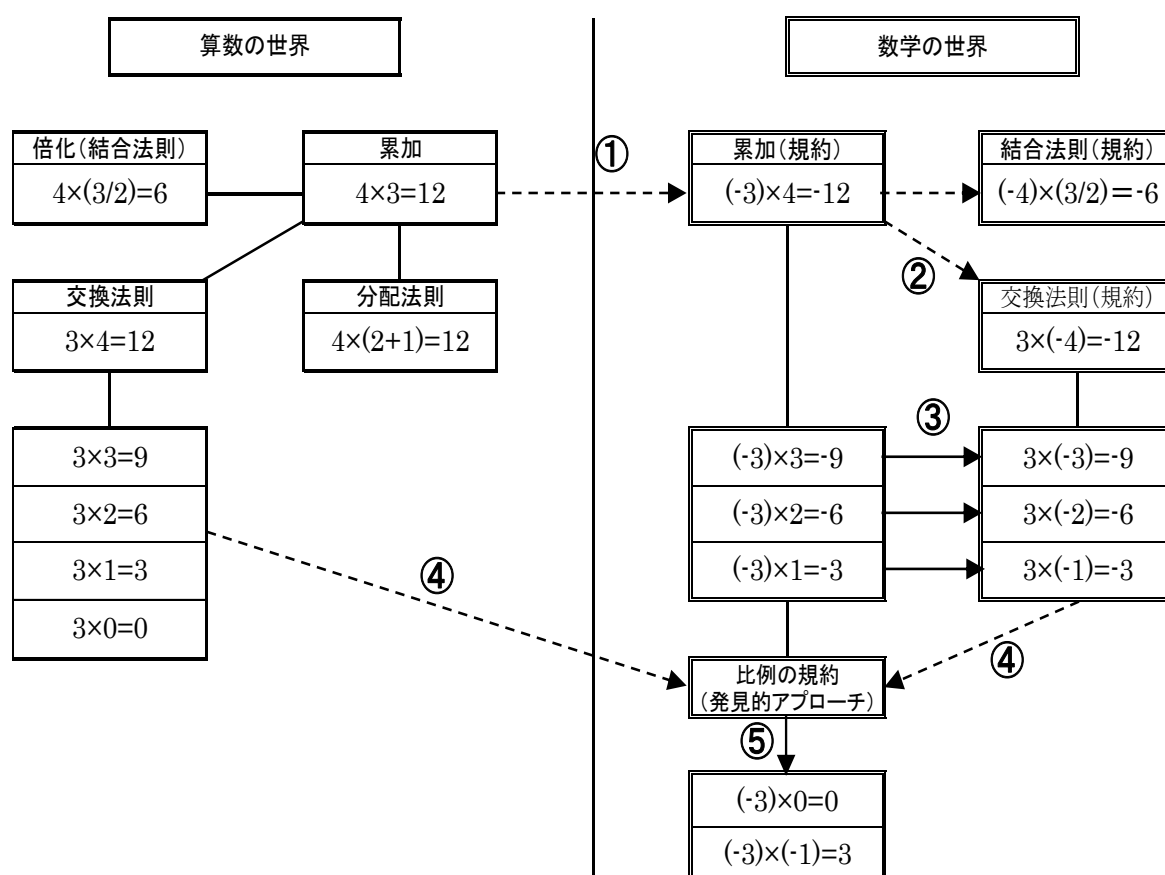 算数の世界
数学の世界
倍化(結合法則)
4×(3/2)=6
累加
4×3=12
①
累加(規約)
(-3)×4=-12
結合法則(規約)
(-4)×(3/2)=-6
②
交換法則
3×4=12
分配法則
4×(2+1)=12
交換法則(規約)
3×(-4)=-12
3×3=9
3×2=6
3×1=3
3×0=0
(-3)×3=-9
(-3)×2=-6
(-3)×1=-3
③
3×(-3)=-9
3×(-2)=-6
3×(-1)=-3
④
④
比例の規約
(発見的アプローチ)
⑤
(-3)×0=0
(-3)×(-1)=3